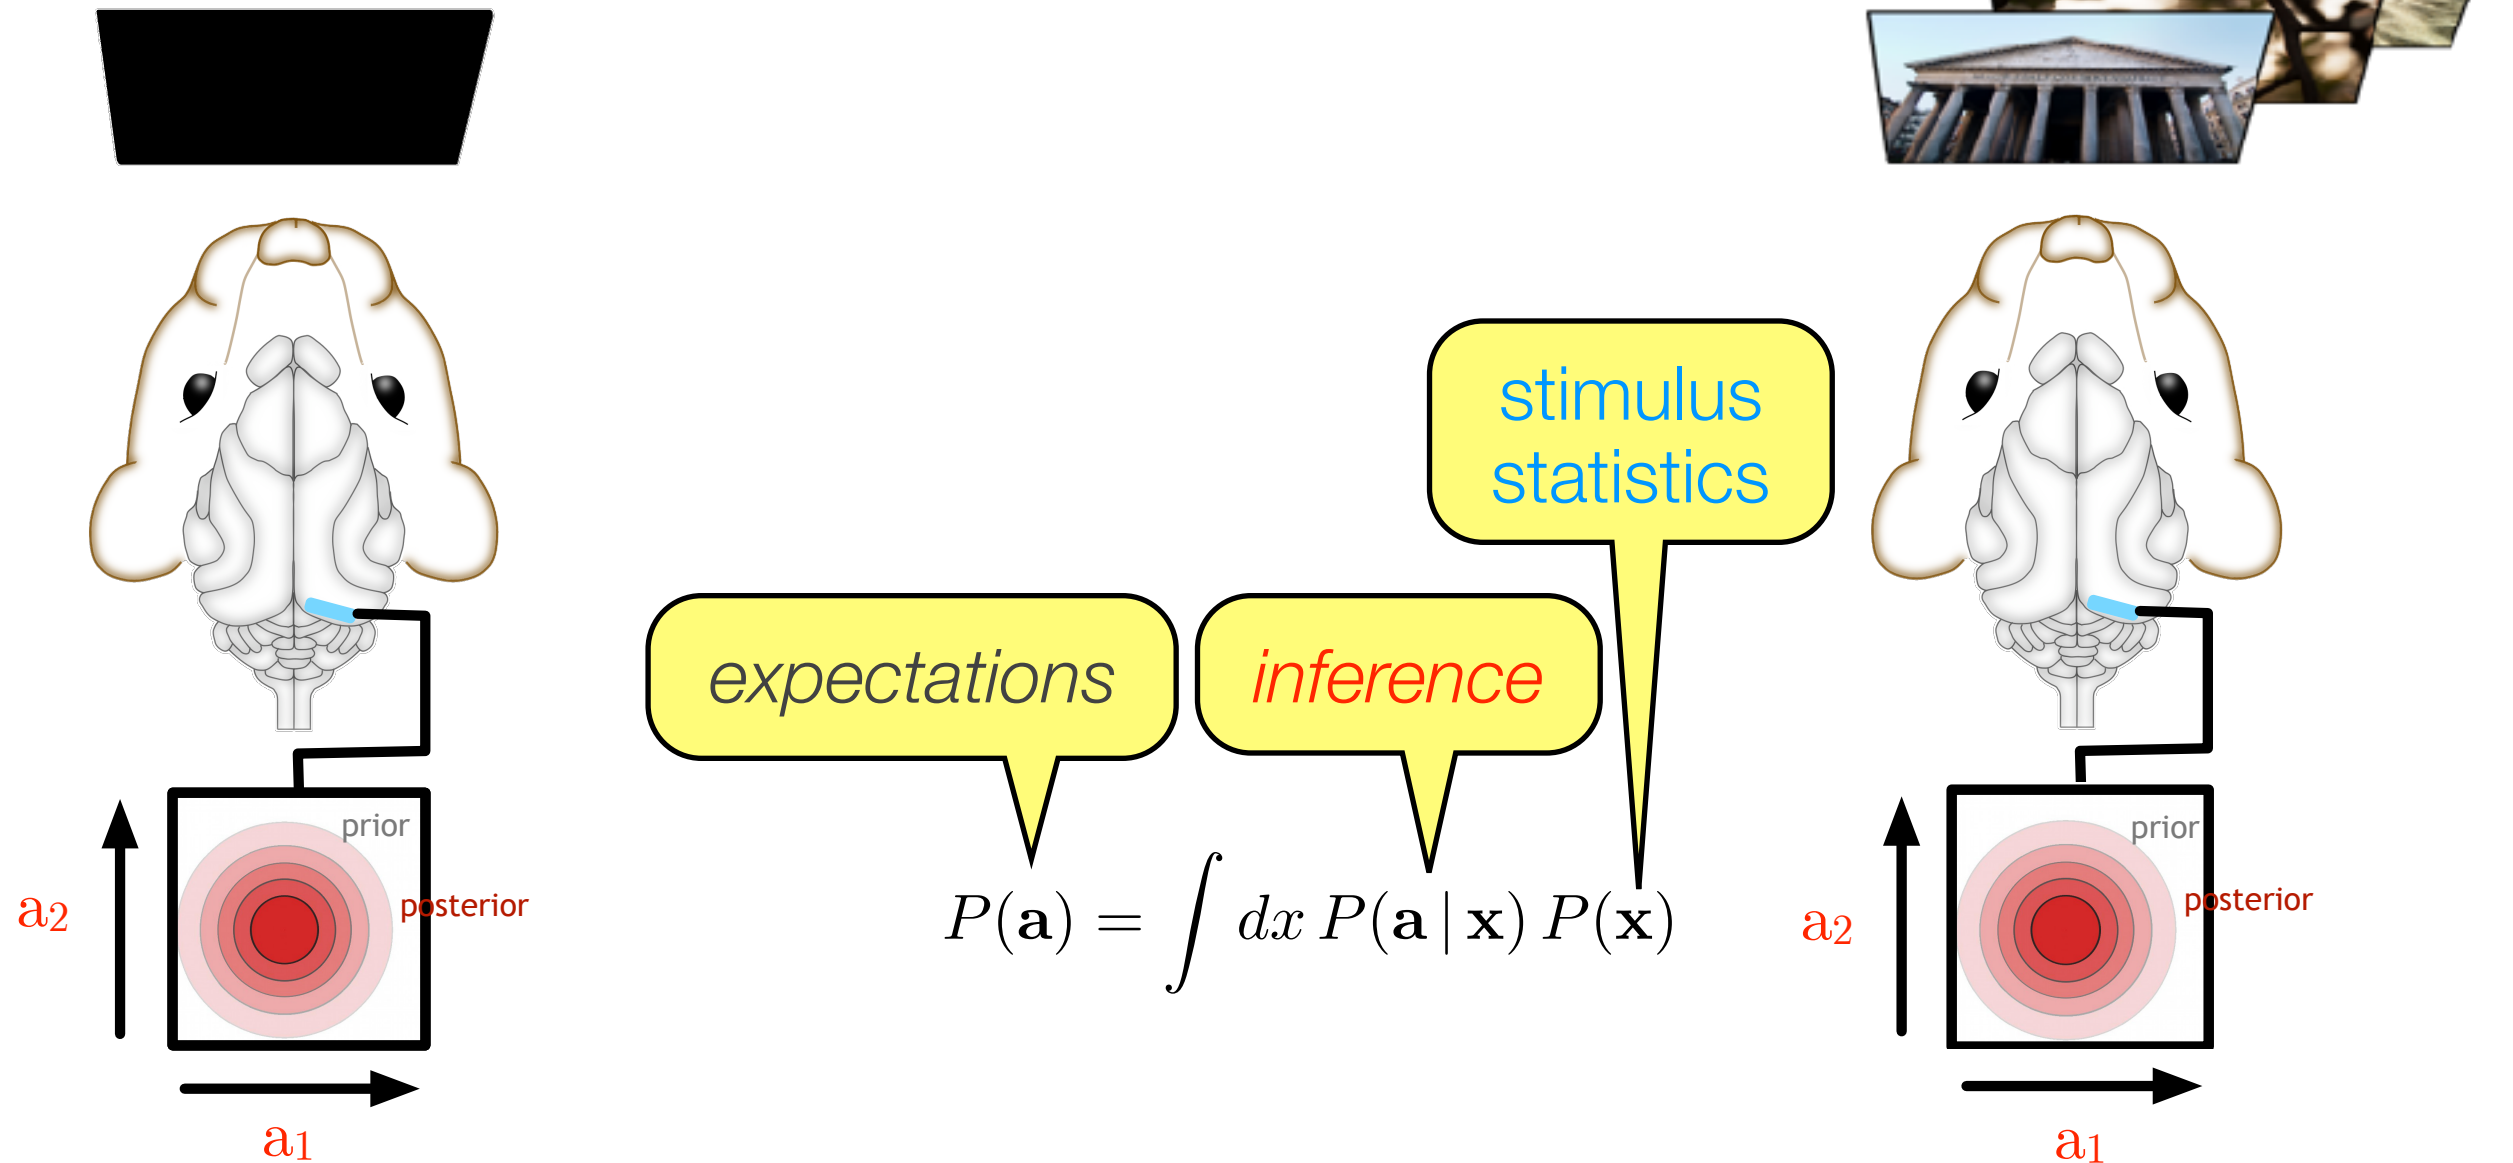 stimulus
statistics
expectations
inference
prior
posterior
a₂
a₁
P(a) = ∫ dx P(a | x) P(x)
prior
posterior
a₂
a₁